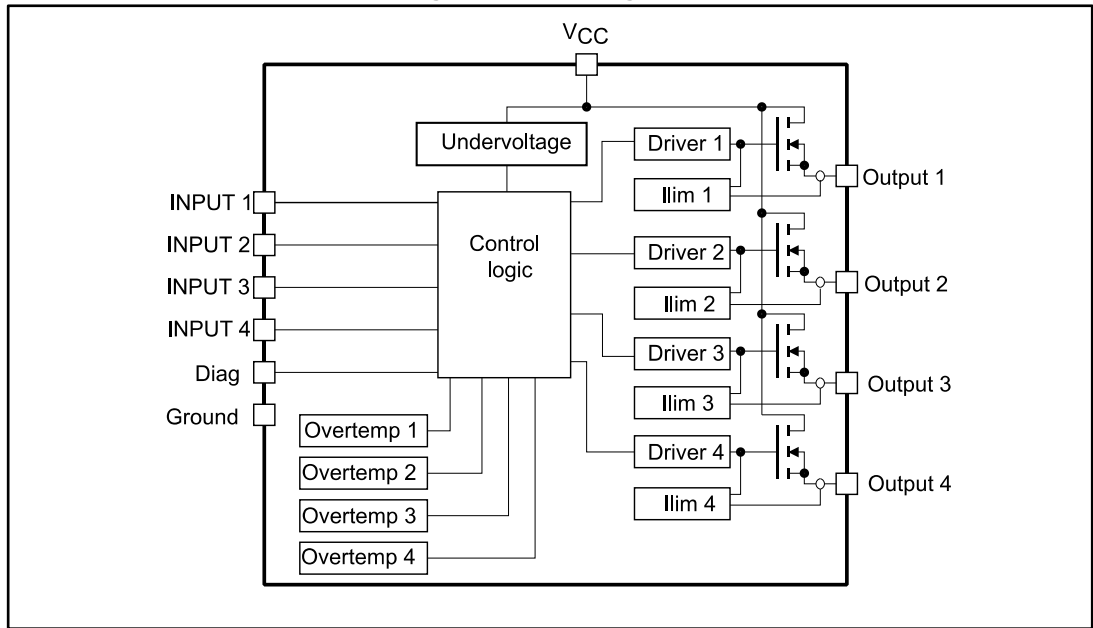 VCC
Undervoltage
Driver 1
Output 1
INPUT 1
Ilim 1
INPUT 2
Control
logic
Driver 2
INPUT 3
Output 2
Ilim 2
INPUT 4
Driver 3
Diag
Output 3
Ilim 3
Ground
Overtemp 1
Driver 4
Overtemp 2
Output 4
Ilim 4
Overtemp 3
Overtemp 4